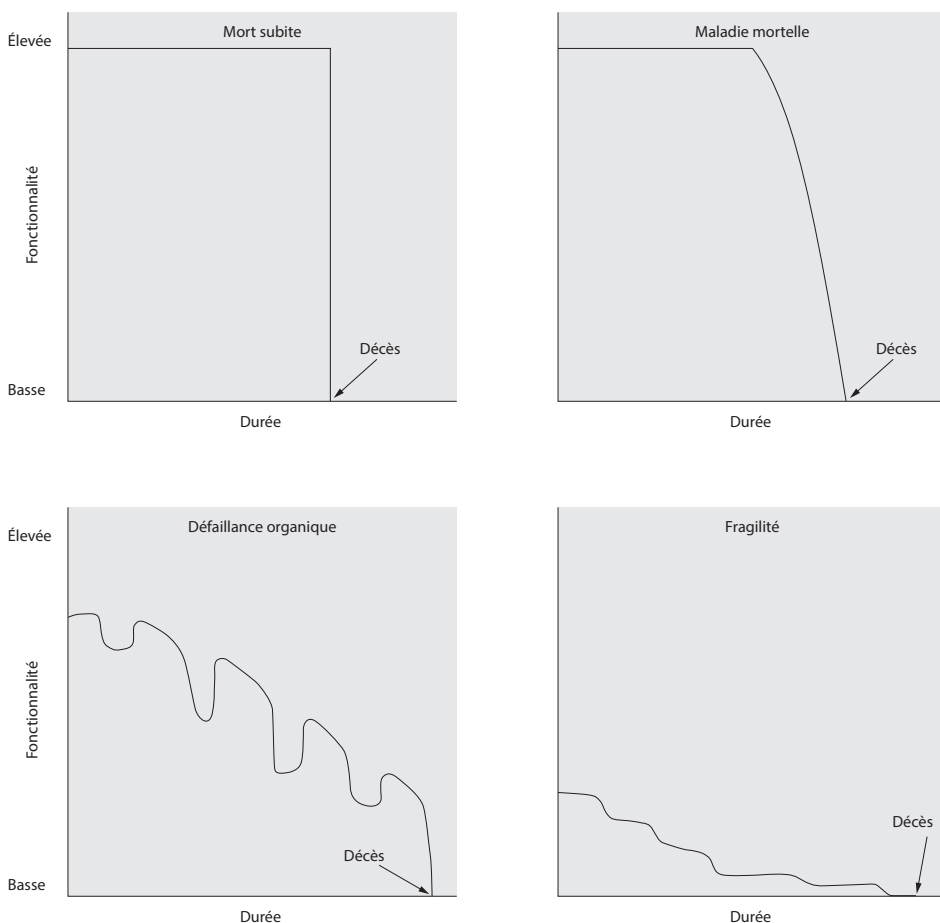 Mort subite
Élevée
Fonctionnalité
Basse
Décès
Durée
Maladie mortelle
Décès
Durée
Défaillance organique
Élevée
Fonctionnalité
Basse
Décès
Durée
Fragilité
Décès
Durée